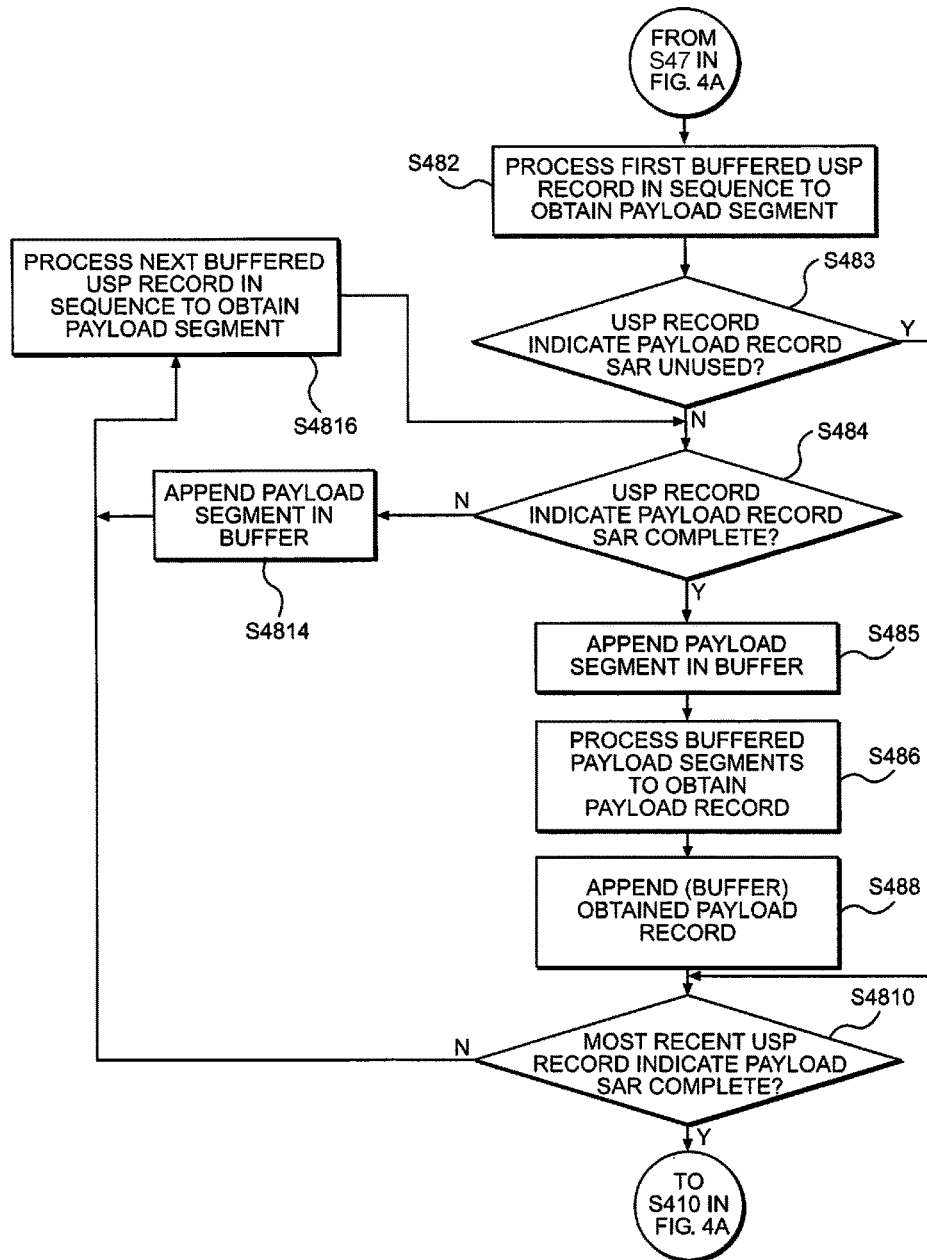 FROM
S47 IN
FIG. 4A
S482
PROCESS FIRST BUFFERED USP
RECORD IN SEQUENCE TO
OBTAIN PAYLOAD SEGMENT
PROCESS NEXT BUFFERED
USP RECORD IN
SEQUENCE TO OBTAIN
PAYLOAD SEGMENT
S4816
S483
USP RECORD
INDICATE PAYLOAD RECORD
SAR UNUSED?
Y
N
S484
USP RECORD
INDICATE PAYLOAD RECORD
SAR COMPLETE?
N
Y
APPEND PAYLOAD
SEGMENT IN
BUFFER
S4814
APPEND PAYLOAD
SEGMENT IN BUFFER
S485
PROCESS BUFFERED
PAYLOAD SEGMENTS
TO OBTAIN
PAYLOAD RECORD
S486
APPEND (BUFFER)
OBTAINED PAYLOAD
RECORD
S488
S4810
MOST RECENT USP
RECORD INDICATE PAYLOAD
SAR COMPLETE?
N
Y
TO
S410 IN
FIG. 4A